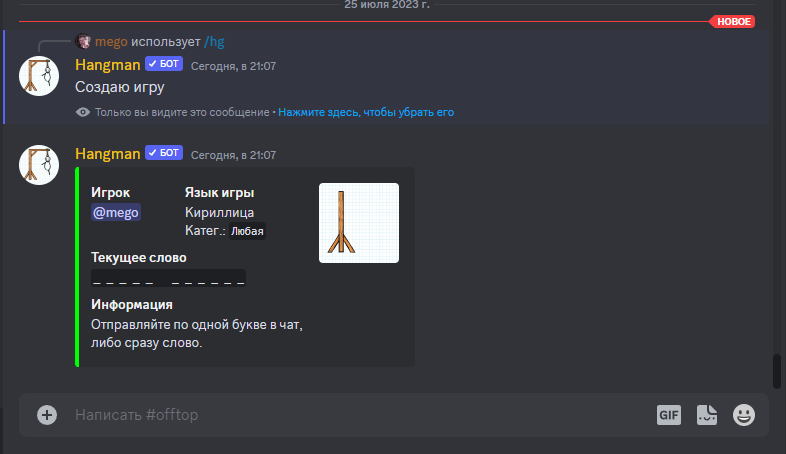 25 июля 2023 г.
НОВОЕ
mego использует /hg
Hangman ✓ БОТ Сегодня, в 21:07
Создаю игру
Только вы видите это сообщение • Нажмите здесь, чтобы убрать его
Hangman ✓ БОТ Сегодня, в 21:07
Игрок Язык игры
@mego Кириллица
Катег.: Любая
Текущее слово
_ _ _ _ _  _ _ _ _ _ _
Информация
Отправляйте по одной букве в чат,
либо сразу слово.
Написать #offtop
GIF